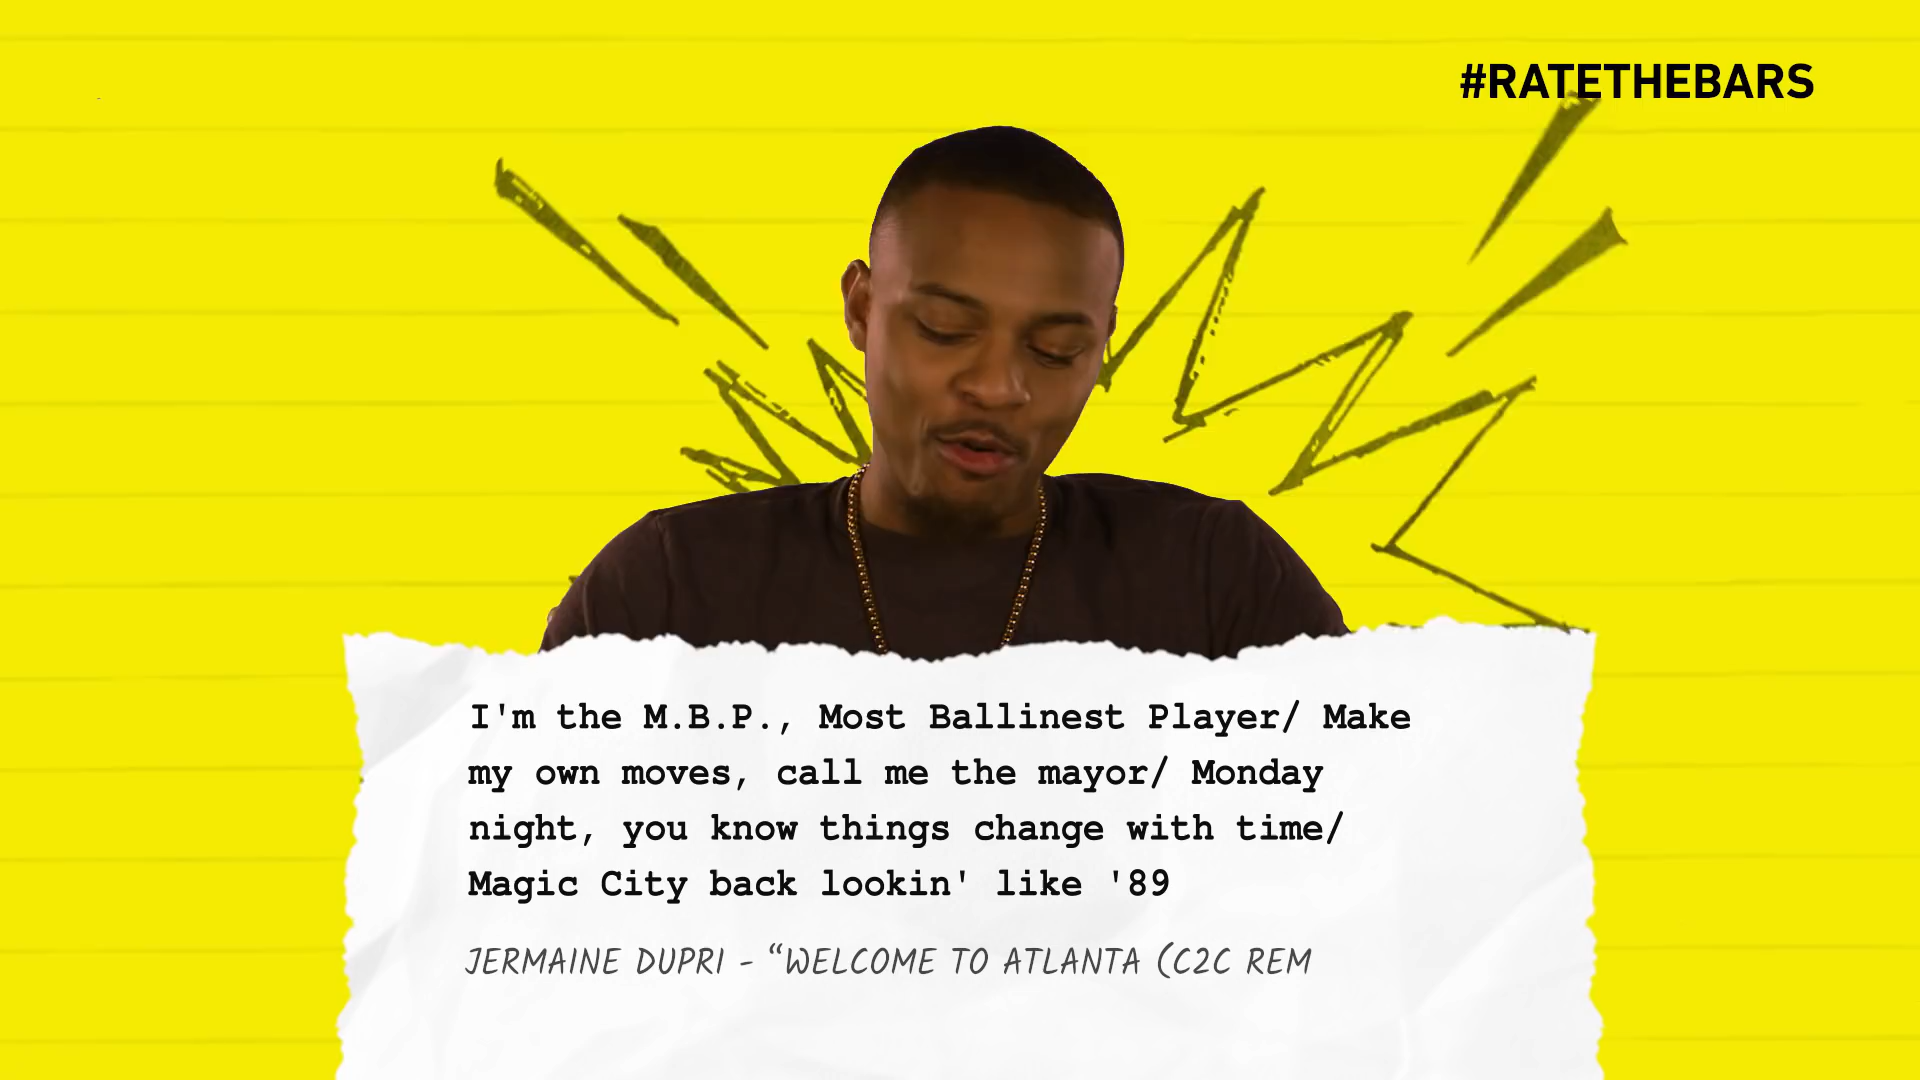 #RATETHEBARS
I'm the M.B.P., Most Ballinest Player/ Make
my own moves, call me the mayor/ Monday
night, you know things change with time/
Magic City back lookin' like '89
JERMAINE DUPRI - “WELCOME TO ATLANTA (C2C REM